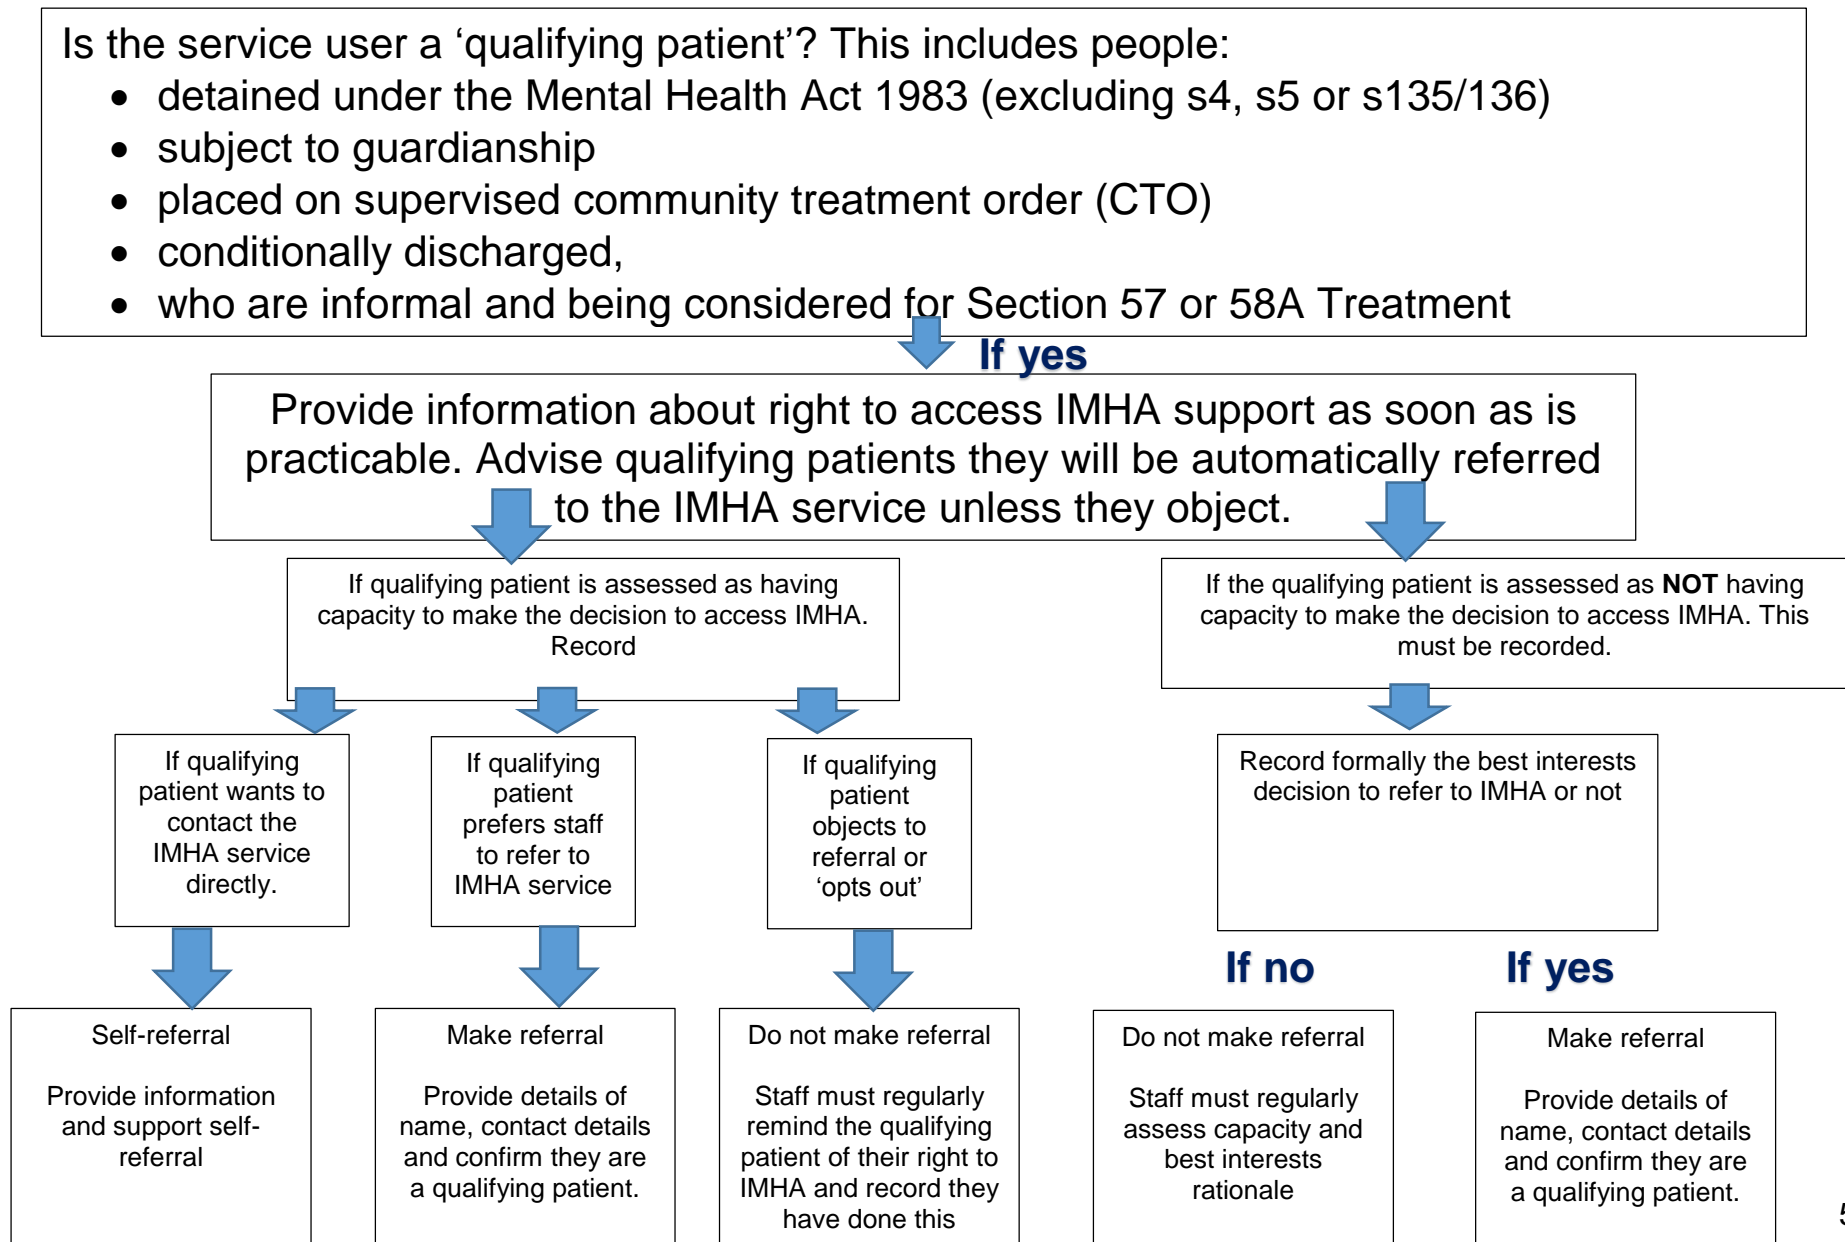 Is the service user a ‘qualifying patient’? This includes people:
• detained under the Mental Health Act 1983 (excluding s4, s5 or s135/136)
• subject to guardianship
• placed on supervised community treatment order (CTO)
• conditionally discharged,
• who are informal and being considered for Section 57 or 58A Treatment
If yes
Provide information about right to access IMHA support as soon as is
practicable. Advise qualifying patients they will be automatically referred
to the IMHA service unless they object.
If qualifying patient is assessed as having
capacity to make the decision to access IMHA.
Record
If the qualifying patient is assessed as NOT having
capacity to make the decision to access IMHA. This
must be recorded.
If qualifying
patient wants to
contact the
IMHA service
directly.
If qualifying
patient
prefers staff
to refer to
IMHA service
If qualifying
patient
objects to
referral or
‘opts out’
Record formally the best interests
decision to refer to IMHA or not
If no
If yes
Self-referral
Provide information
and support self-
referral
Make referral
Provide details of
name, contact details
and confirm they are
a qualifying patient.
Do not make referral
Staff must regularly
remind the qualifying
patient of their right to
IMHA and record they
have done this
Do not make referral
Staff must regularly
assess capacity and
best interests
rationale
Make referral
Provide details of
name, contact details
and confirm they are
a qualifying patient.
5